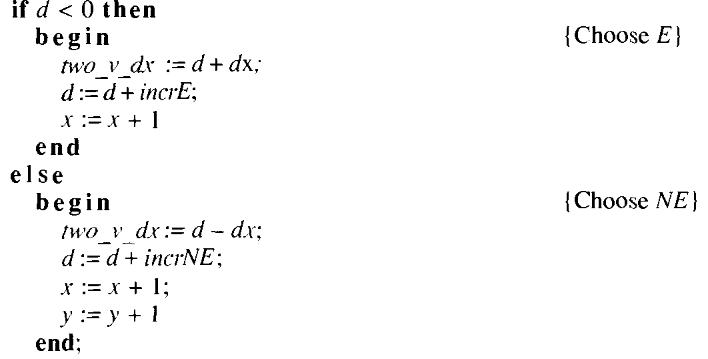 if d < 0 then
begin {Choose E}
two_v_dx := d + dx;
d := d + incrE;
x := x + 1
end
else
begin {Choose NE}
two_v_dx := d – dx;
d := d + incrNE;
x := x + 1;
y := y + 1
end;